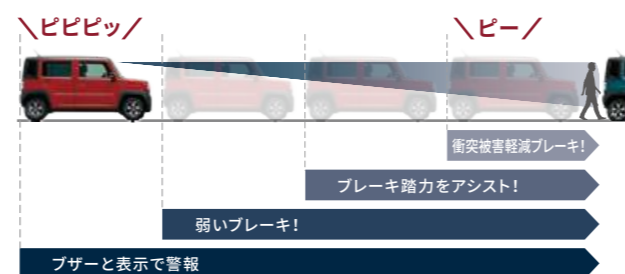 ＼ピピピッ／
＼ピー／
衝突被害軽減ブレーキ!
ブレーキ踏力をアシスト!
弱いブレーキ!
ブザーと表示で警報